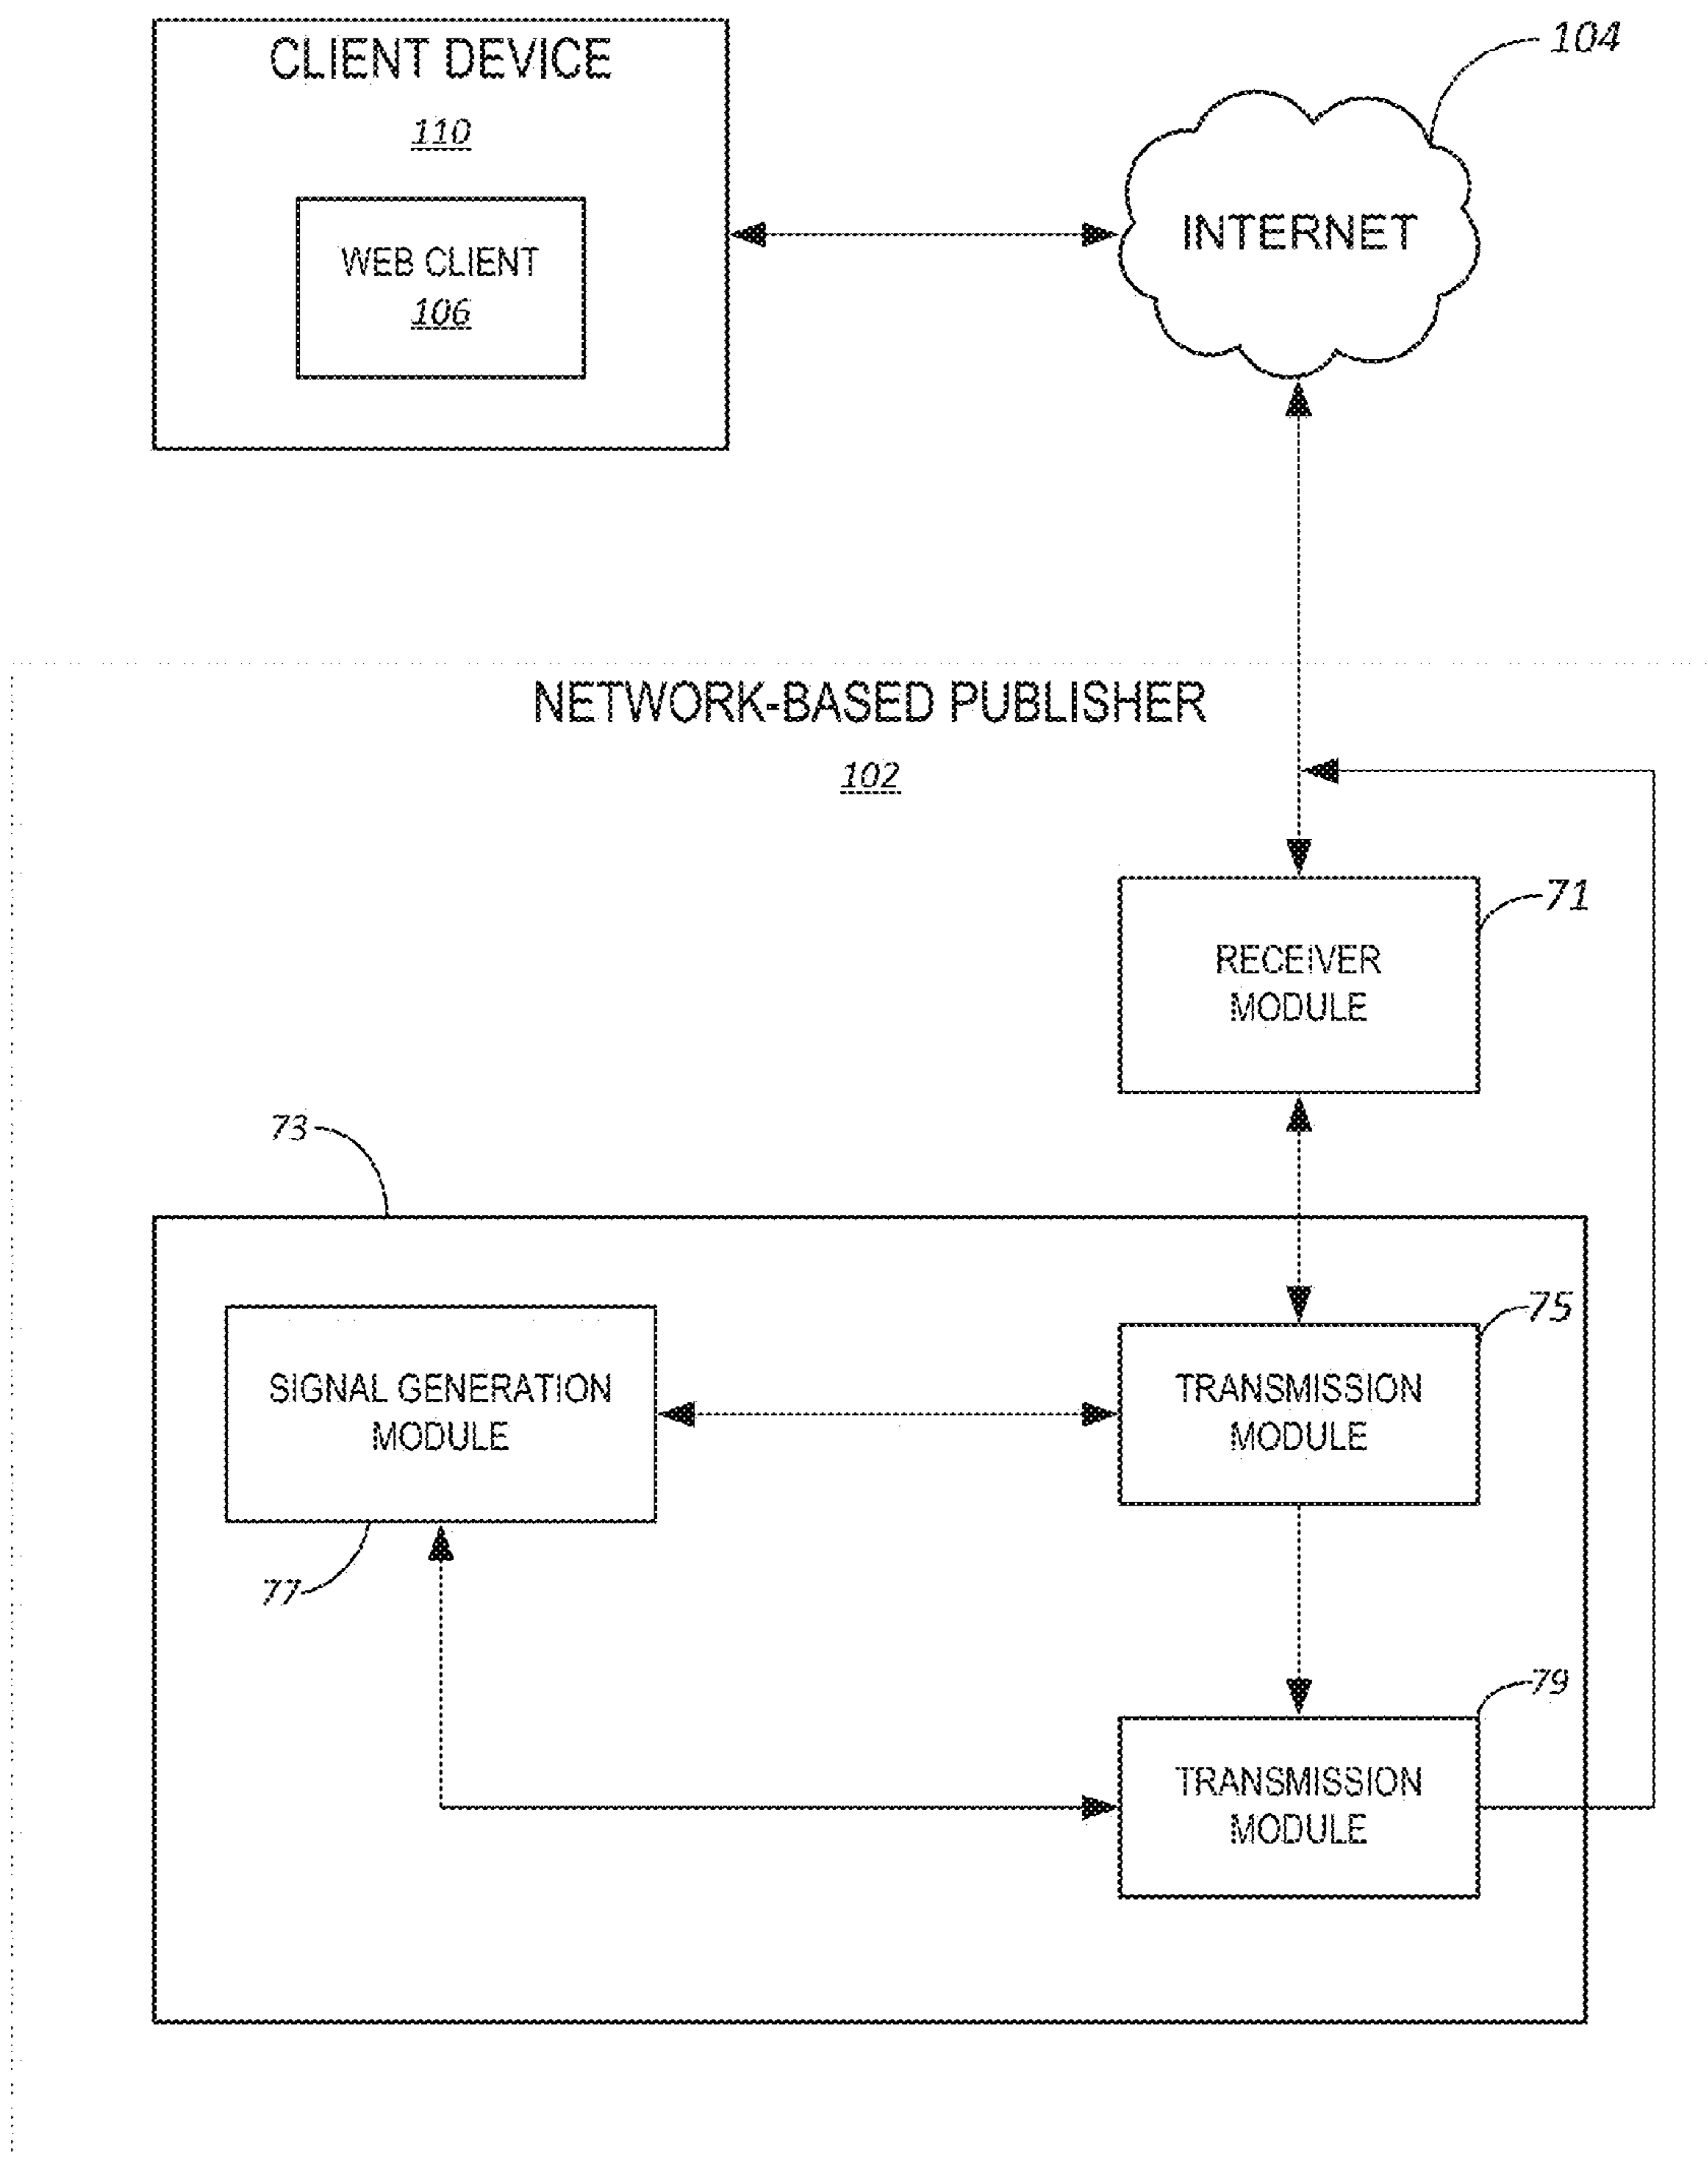 CLIENT DEVICE
110
WEB CLIENT
106
104
INTERNET
NETWORK-BASED PUBLISHER
102
71
RECEIVER
MODULE
73
75
SIGNAL GENERATION
MODULE
77
TRANSMISSION
MODULE
79
TRANSMISSION
MODULE